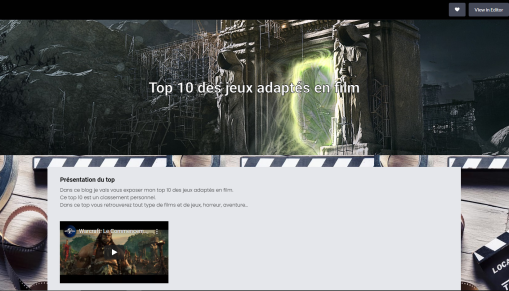 View in Editor
Top 10 des jeux adaptés en film
Présentation du top
Dans ce blog je vais vous exposer mon top 10 des jeux adaptés en film.
Ce top 10 est un classement personnel.
Dans ce top vous retrouverez tout type de films et de jeux, horreur, aventure...
Warcraft: Le Commencem...
LOCA